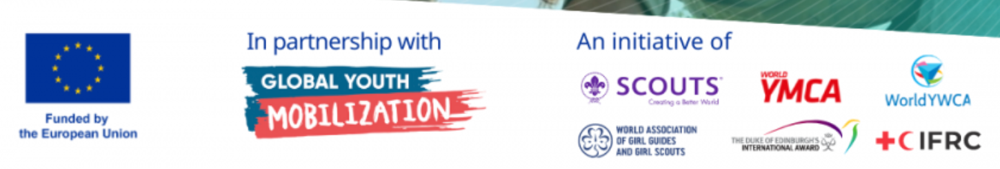 Funded by
the European Union
In partnership with
GLOBAL YOUTH
MOBILIZATION
An initiative of
SCOUTS
Creating a Better World
WORLD
YMCA
WorldYWCA
WORLD ASSOCIATION
OF GIRL GUIDES
AND GIRL SCOUTS
THE DUKE OF EDINBURGH'S
INTERNATIONAL AWARD
IFRC